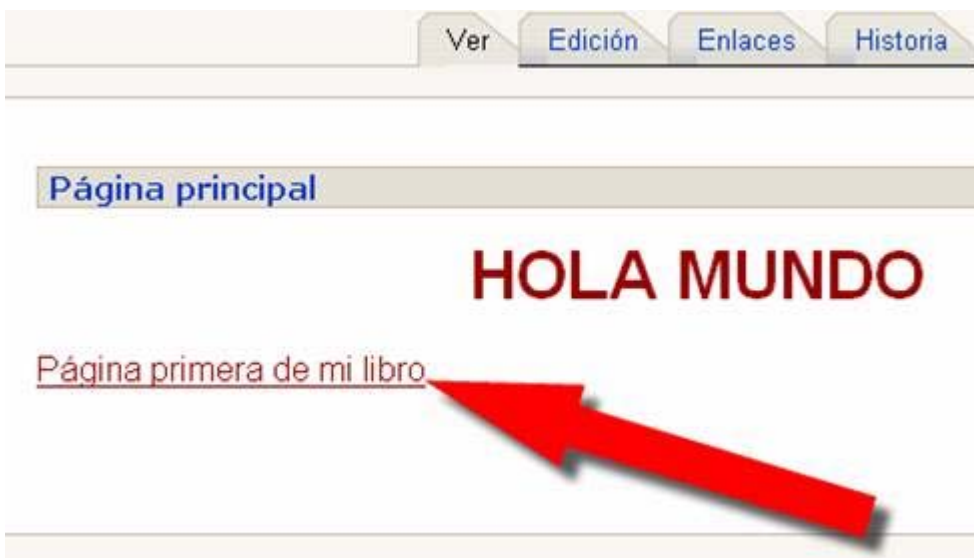 Ver Edición Enlaces Historia
Página principal
HOLA MUNDO
Página primera de mi libro